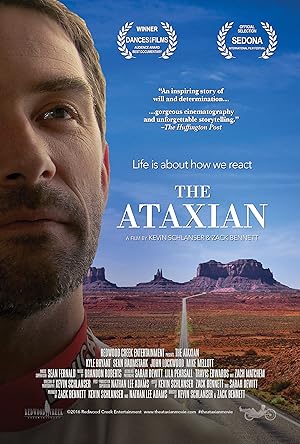 WINNER
DANCES WITH FILMS
AUDIENCE AWARD
BEST DOCUMENTARY
OFFICIAL
SELECTION
SEDONA
INTERNATIONAL FILM FESTIVAL
"An inspiring story of
will and determination...
...gorgeous cinematography
and unforgettable storytelling."
The Huffington Post
Life is about how we react
THE
ATAXIAN
A FILM BY KEVIN SCHLANSER & ZACK BENNETT
REDWOOD CREEK ENTERTAINMENT PRESENTS THE ATAXIAN
KYLE BRYANT SEAN BAUMSTARK JOHN LOCKWOOD MIKE MELLOTT
SEAN FERNALD BRANDON ROBERTS SARAH DEWITT LILA PEARSALL TRAVIS EDWARDS ZACH MATCHEM
KEVIN SCHLANSER NATHAN LEE ADAMS KEVIN SCHLANSER ZACK BENNETT SARAH DEWITT
ZACK BENNETT KEVIN SCHLANSER NATHAN LEE ADAMS KEVIN SCHLANSER ZACK BENNETT
REDWOOD CREEK
©2016 Redwood Creek Entertainment www.theataxianmovie.com #theataxianmovie